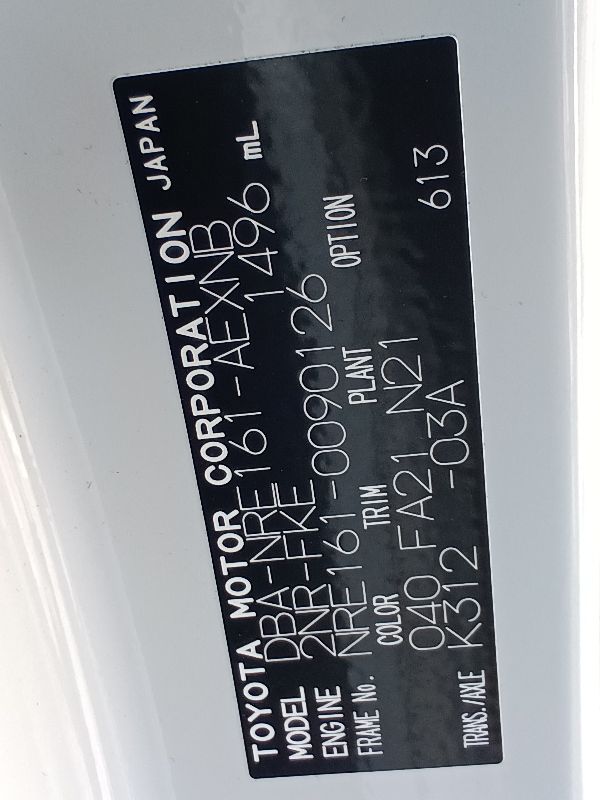 TOYOTA MOTOR CORPORATION JAPAN
MODEL DBA-NRE161-AEXNB
ENGINE 2NR-FKE 1496 mL
FRAME No. NRE161-0090126
COLOR TRIM PLANT OPTION
040 FA21 N21
TRANS./AXLE K312 -03A 613